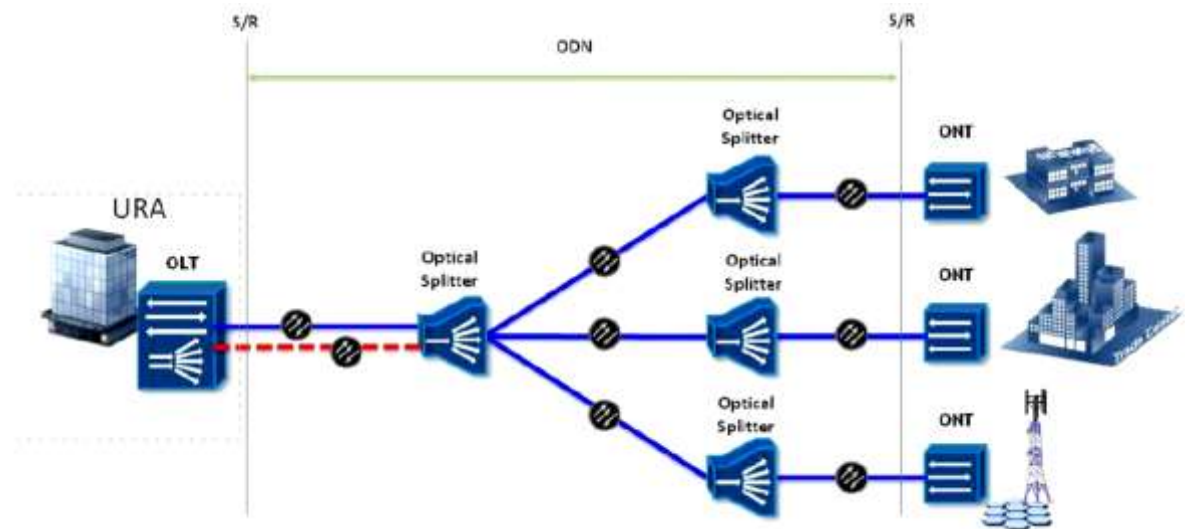 S/R
S/R
ODN
Optical
Splitter
ONT
URA
OLT
Optical
Splitter
Optical
Splitter
ONT
Optical
Splitter
ONT